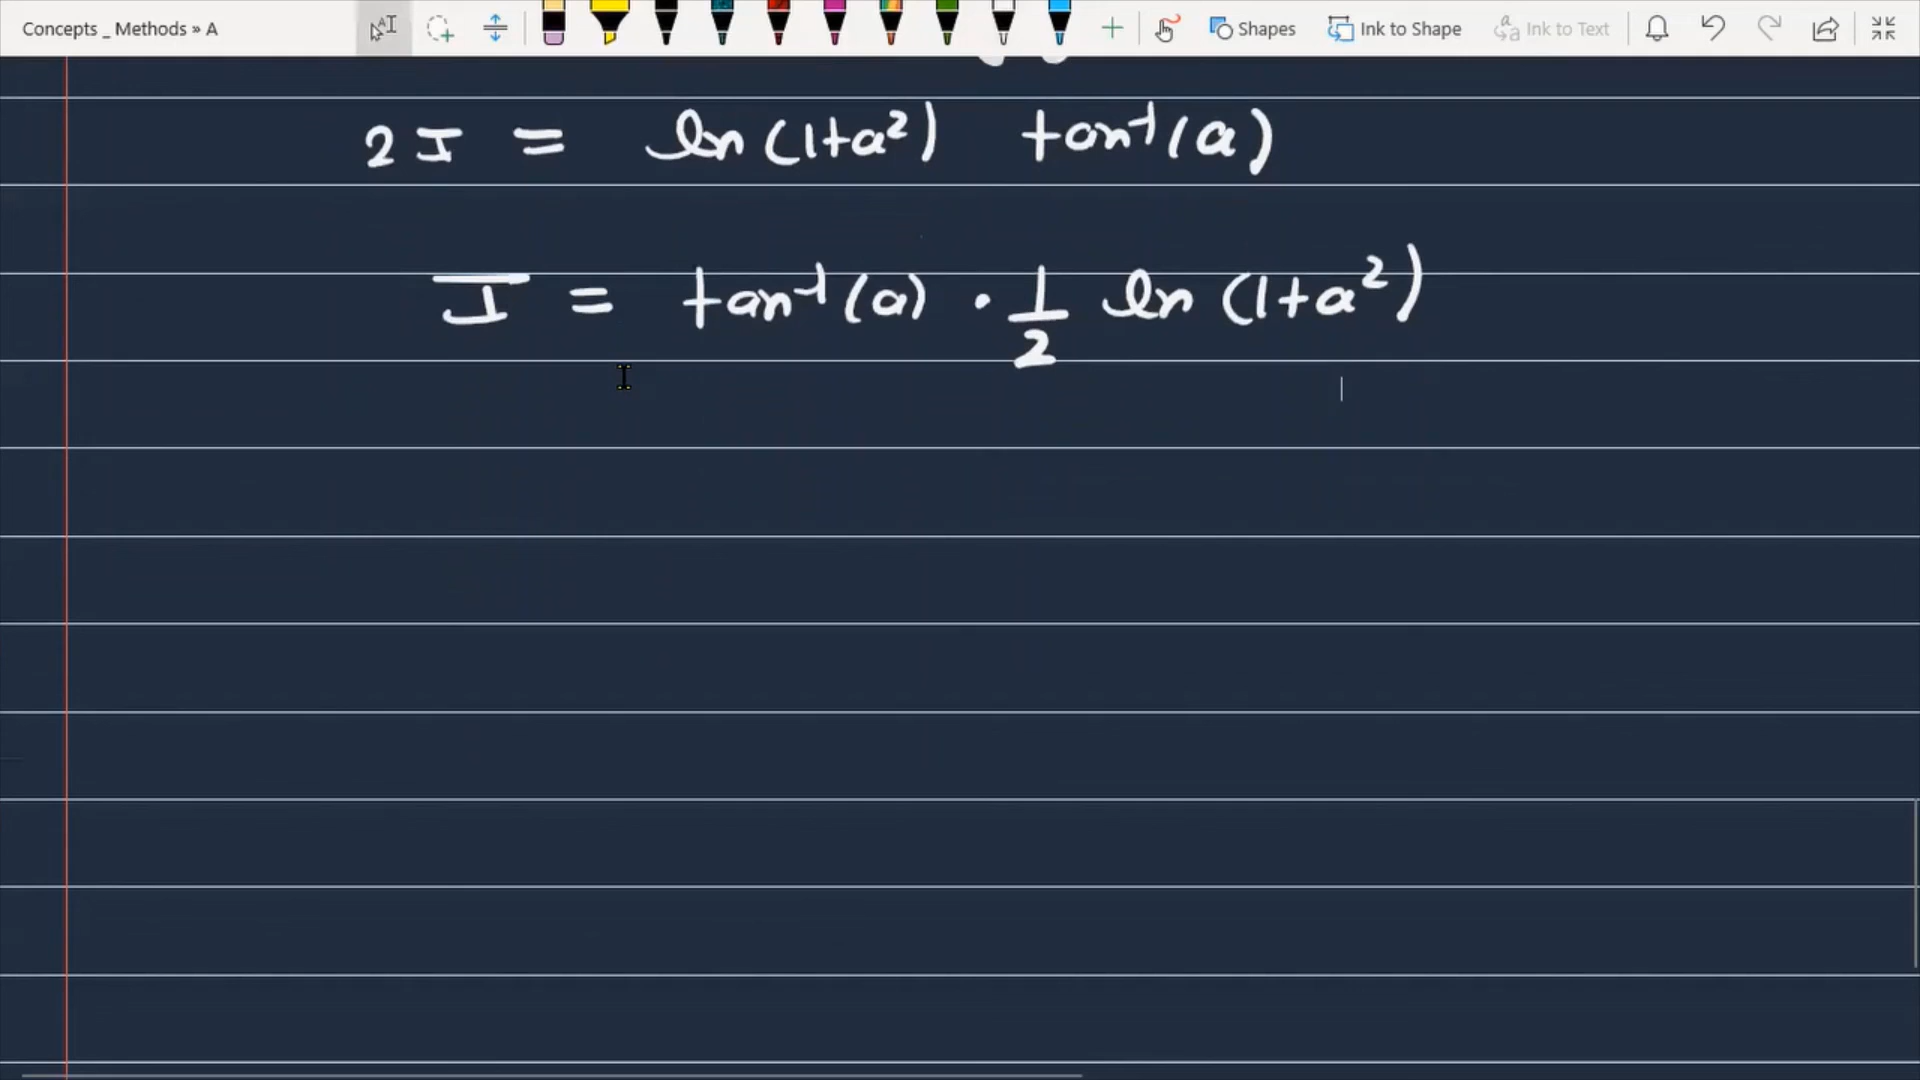 Concepts _ Methods » A
Shapes
Ink to Shape
Ink to Text
2I = ln(1+a²) tan⁻¹(a)
I = tan⁻¹(a) · 1/2 ln(1+a²)